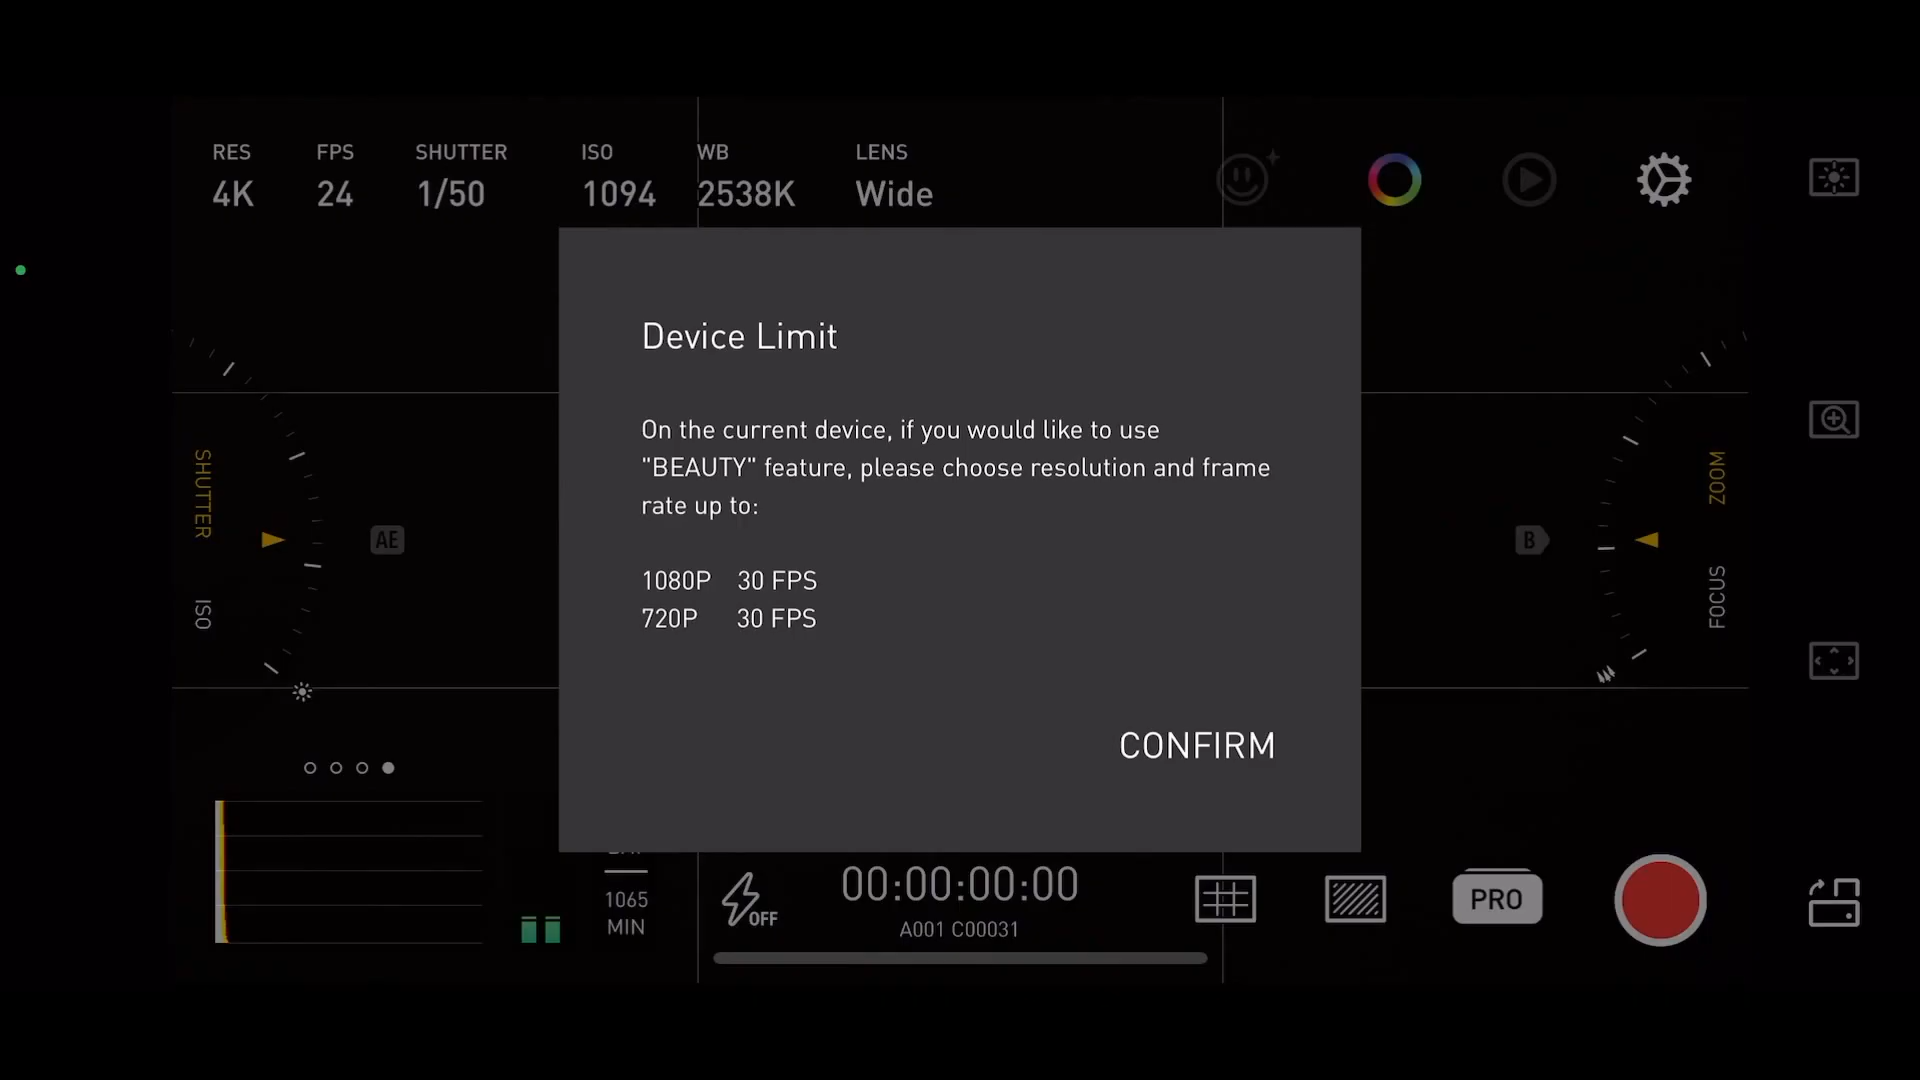 RES FPS SHUTTER ISO WB LENS
4K 24 1/50 1094 2538K Wide
Device Limit
On the current device, if you would like to use
"BEAUTY" feature, please choose resolution and frame
rate up to:
1080P 30 FPS
720P 30 FPS
CONFIRM
SHUTTER
ISO
AE
B
ZOOM
FOCUS
1065
MIN
OFF
00:00:00:00
A001 C00031
PRO